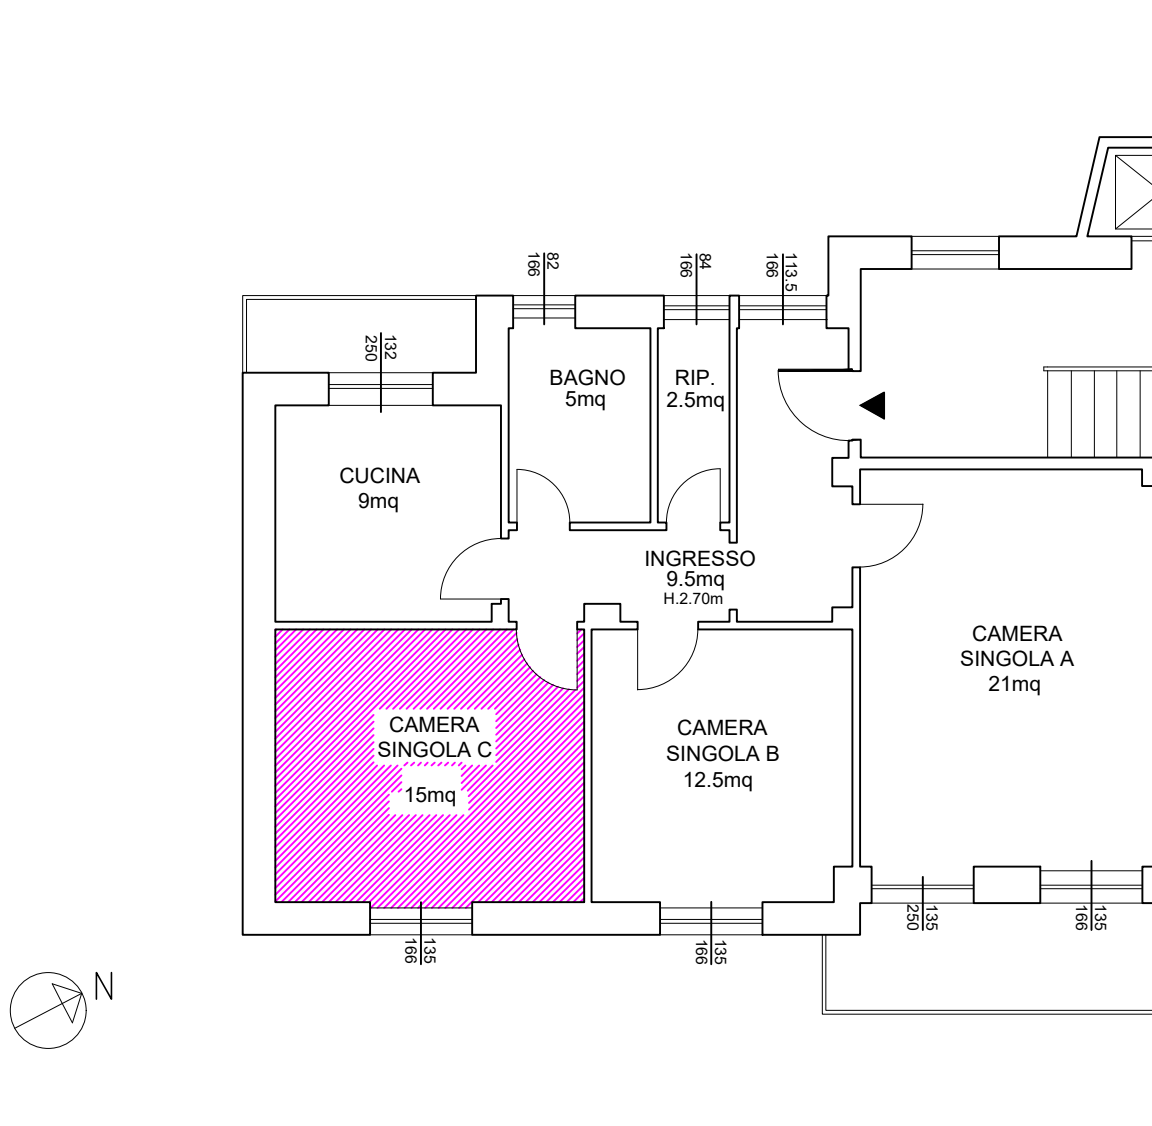 82
166
84
166
113.5
166
132
250
BAGNO
5mq
RIP.
2.5mq
CUCINA
9mq
INGRESSO
9.5mq
H.2.70m
CAMERA
SINGOLA A
21mq
CAMERA
SINGOLA C
15mq
CAMERA
SINGOLA B
12.5mq
135
166
135
166
135
250
135
166
N